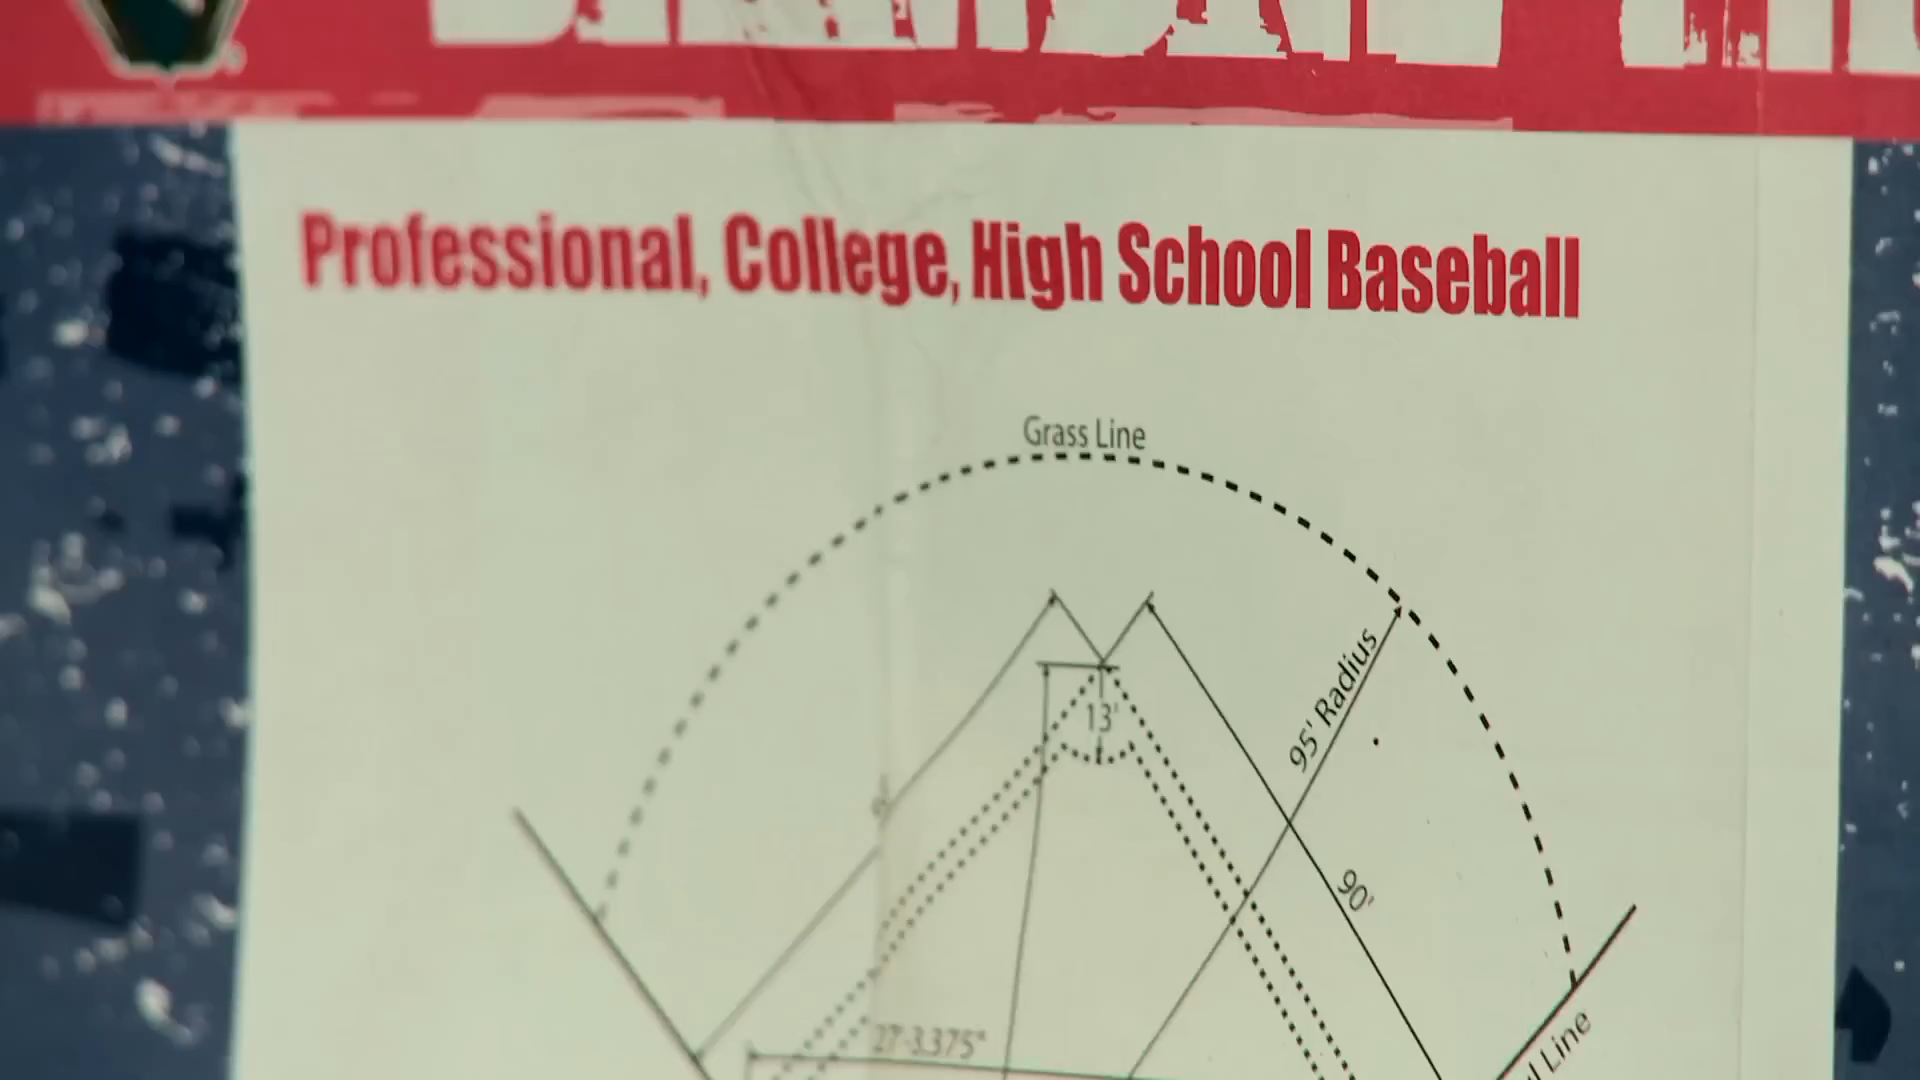 Professional, College, High School Baseball
Grass Line
13'
95' Radius
90'
27'-3.375"
Line